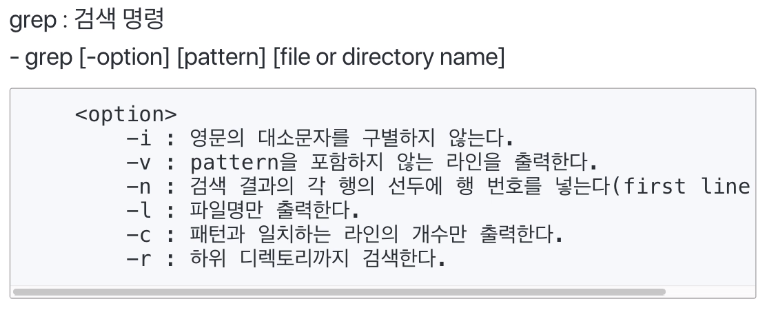 grep : 검색 명령
- grep [-option] [pattern] [file or directory name]
<option>
-i : 영문의 대소문자를 구별하지 않는다.
-v : pattern을 포함하지 않는 라인을 출력한다.
-n : 검색 결과의 각 행의 선두에 행 번호를 넣는다(first line
-l : 파일명만 출력한다.
-c : 패턴과 일치하는 라인의 개수만 출력한다.
-r : 하위 디렉토리까지 검색한다.